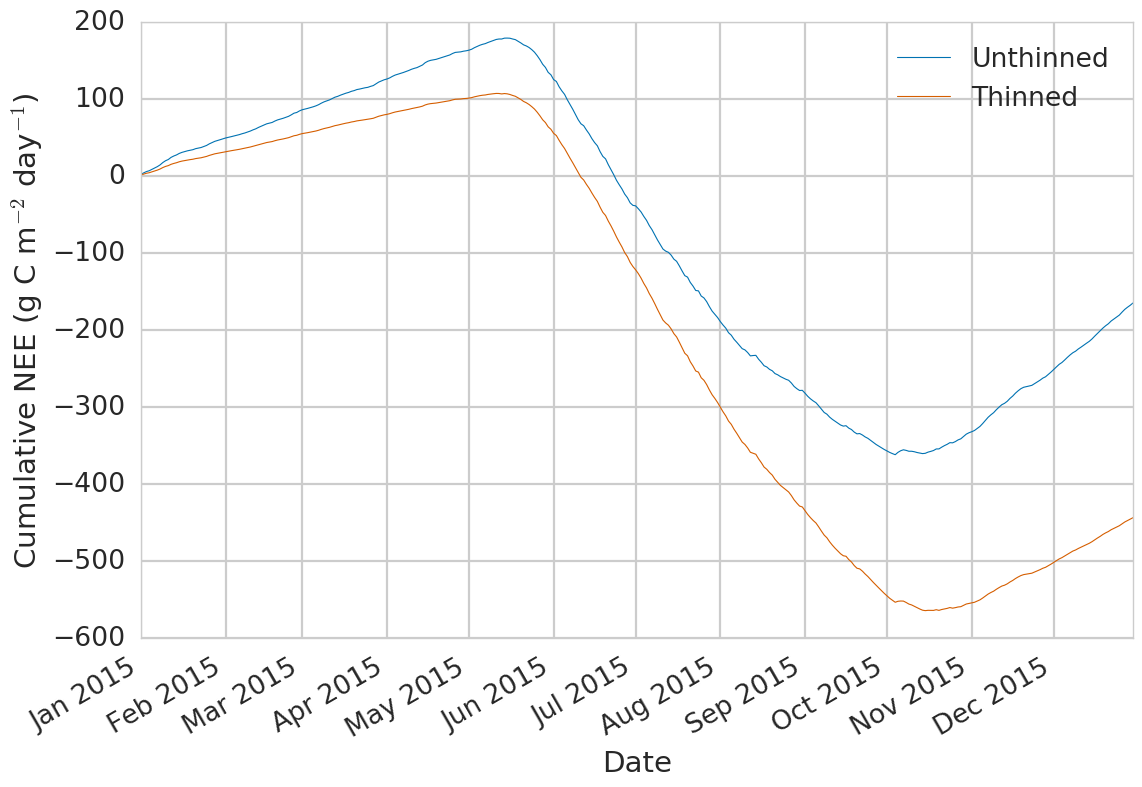 200
100
0
−100
−200
−300
−400
−500
−600
Cumulative NEE (g C m⁻² day⁻¹)
Unthinned
Thinned
Jan 2015
Feb 2015
Mar 2015
Apr 2015
May 2015
Jun 2015
Jul 2015
Aug 2015
Sep 2015
Oct 2015
Nov 2015
Dec 2015
Date